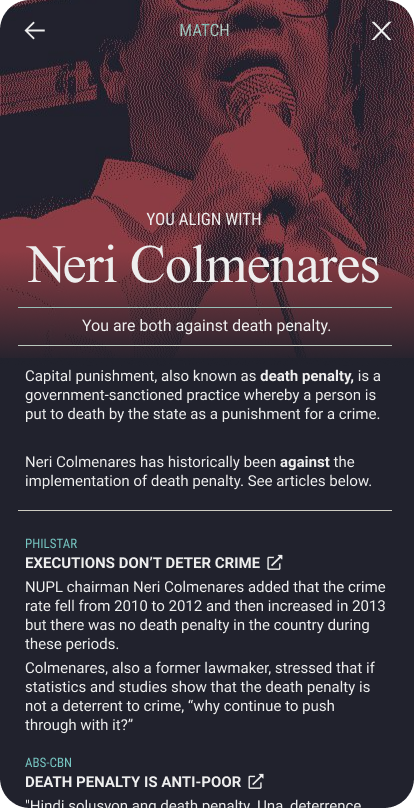 MATCH
YOU ALIGN WITH
Neri Colmenares
You are both against death penalty.
Capital punishment, also known as death penalty, is a
government-sanctioned practice whereby a person is
put to death by the state as a punishment for a crime.
Neri Colmenares has historically been against the
implementation of death penalty. See articles below.
PHILSTAR
EXECUTIONS DON’T DETER CRIME
NUPL chairman Neri Colmenares added that the crime
rate fell from 2010 to 2012 and then increased in 2013
but there was no death penalty in the country during
these periods.
Colmenares, also a former lawmaker, stressed that if
statistics and studies show that the death penalty is
not a deterrent to crime, “why continue to push
through with it?”
ABS-CBN
DEATH PENALTY IS ANTI-POOR
"Hindi solusyon ang death penalty. Una, deterrence